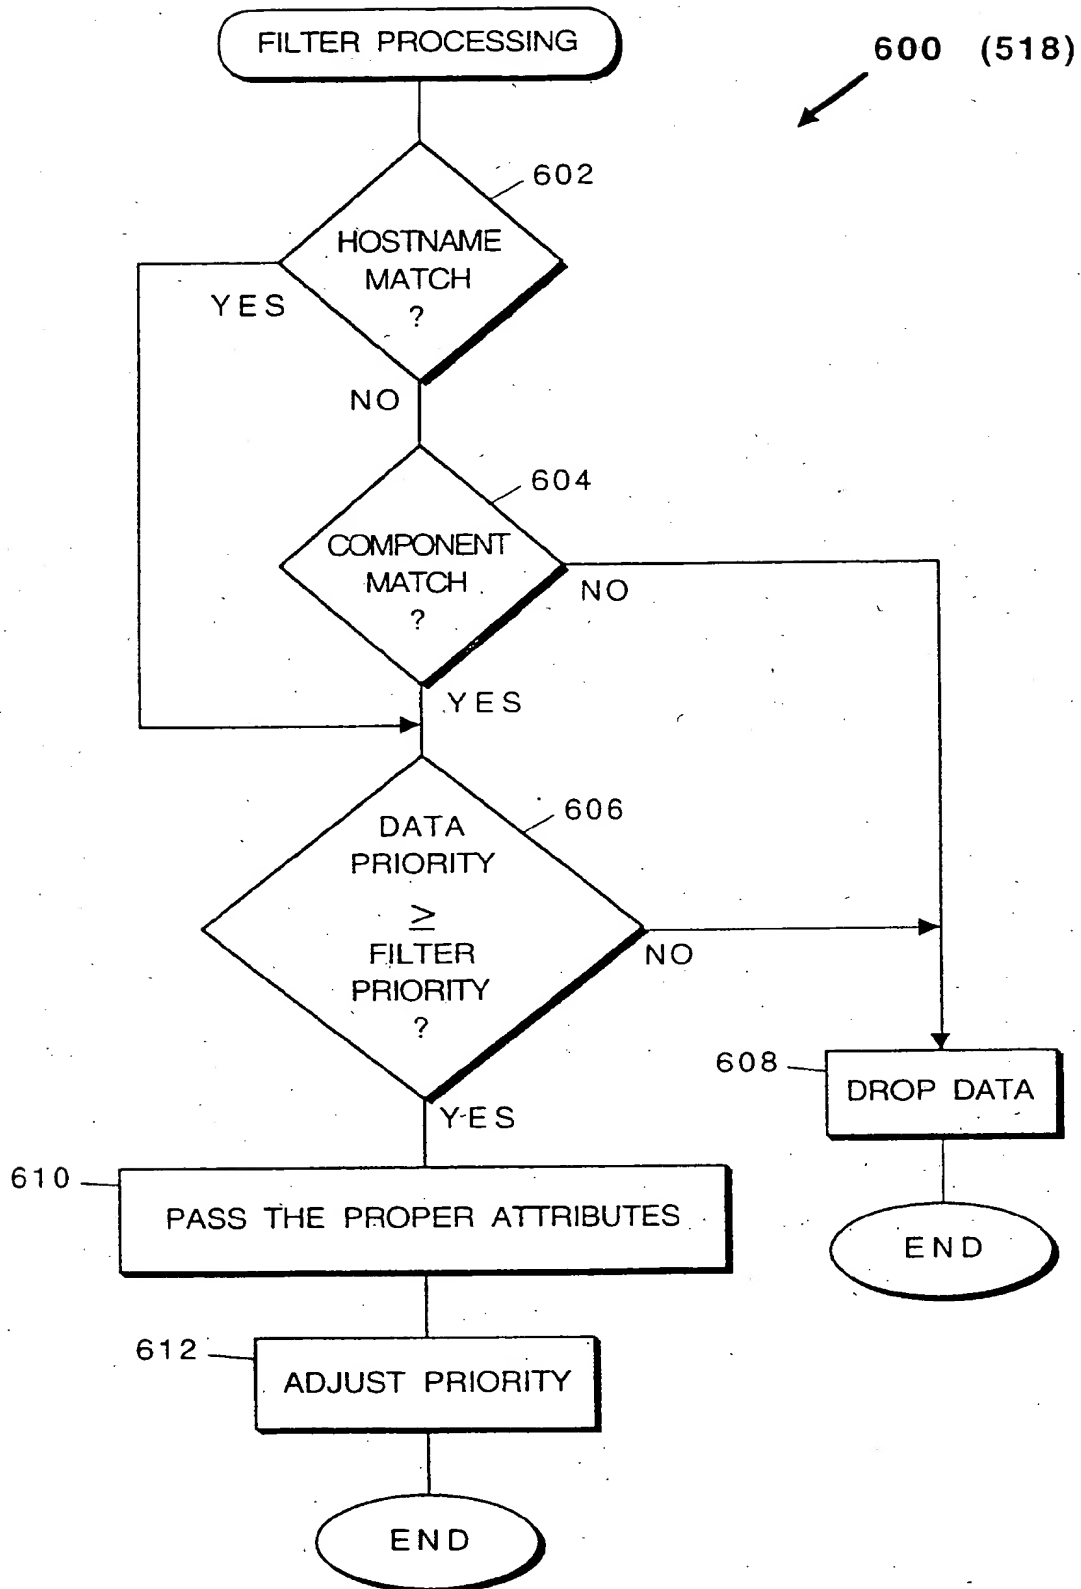 FILTER PROCESSING
600 (518)
602
HOSTNAME
MATCH
?
YES
NO
604
COMPONENT
MATCH
?
NO
YES
606
DATA
PRIORITY
≥
FILTER
PRIORITY
?
NO
YES
608
DROP DATA
610
PASS THE PROPER ATTRIBUTES
END
612
ADJUST PRIORITY
END